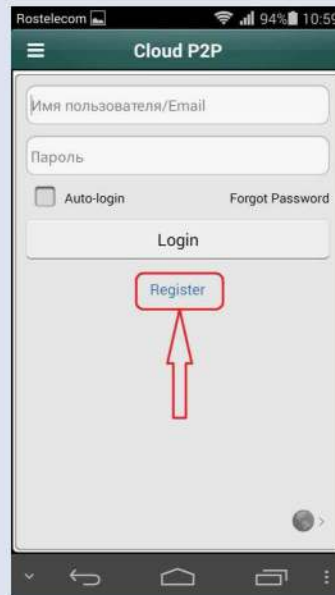 Rostelecom 94% 10:59
Cloud P2P
Имя пользователя/Email
Пароль
Auto-login Forgot Password
Login
Register